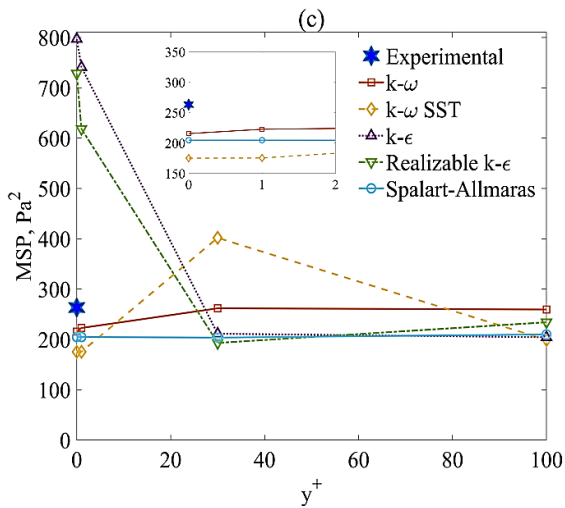 (c)
MSP, Pa²
800
700
600
500
400
300
200
100
0
0
20
40
60
80
100
y⁺
350
300
250
200
150
0
1
2
Experimental
k-ω
k-ω SST
k-ϵ
Realizable k-ϵ
Spalart-Allmaras